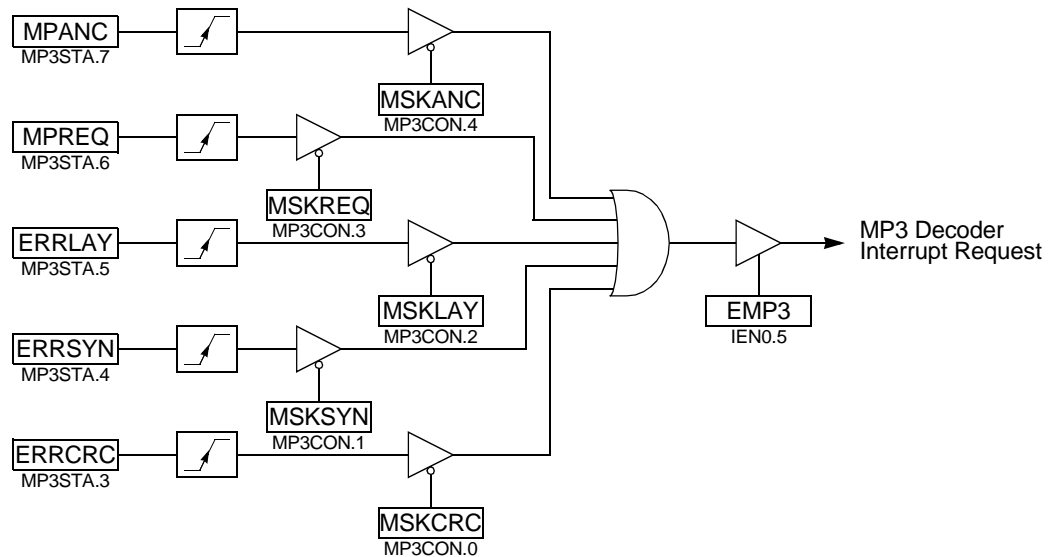 MPANC
MP3STA.7
MSKANC
MP3CON.4
MPREQ
MP3STA.6
MSKREQ
MP3CON.3
ERRLAY
MP3STA.5
MSKLAY
MP3CON.2
ERRSYN
MP3STA.4
MSKSYN
MP3CON.1
ERRCRC
MP3STA.3
MSKCRC
MP3CON.0
MP3 Decoder
Interrupt Request
EMP3
IEN0.5